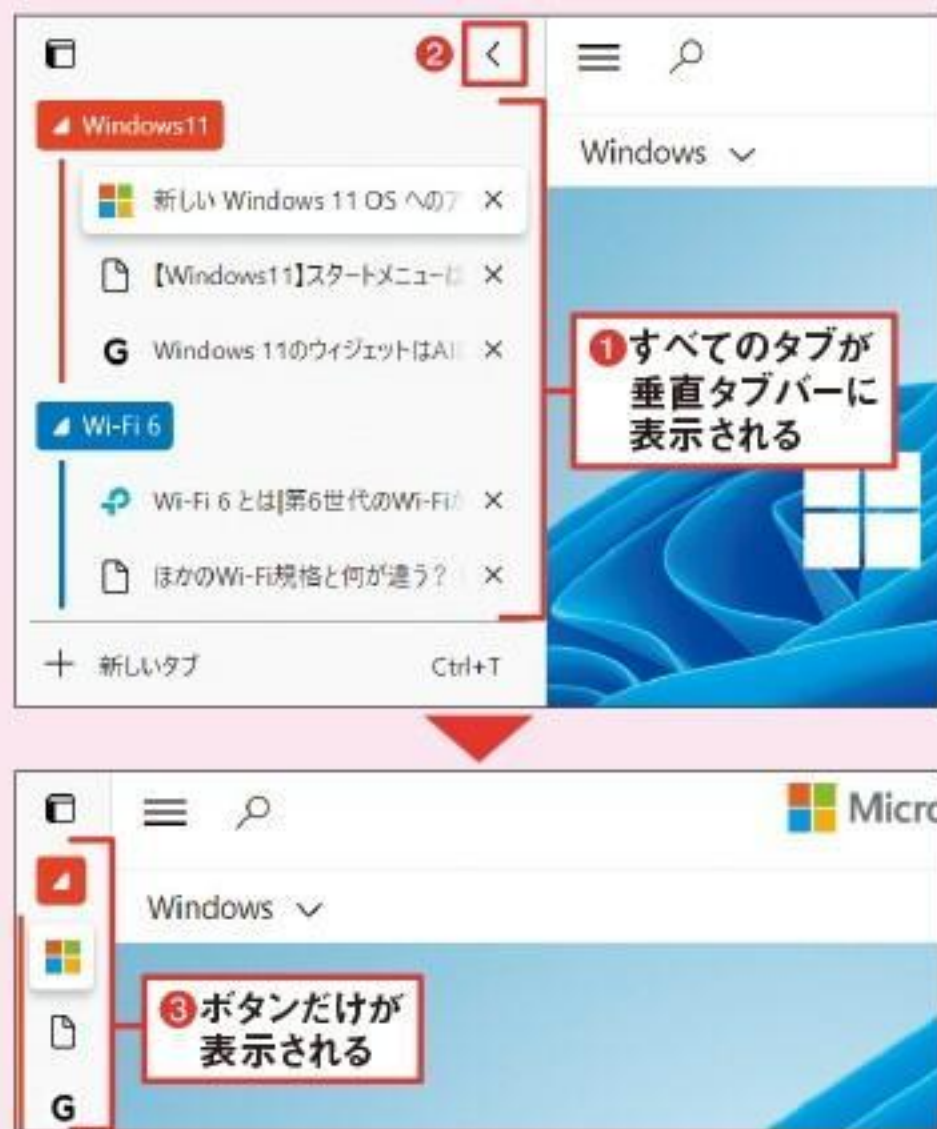 ❷
Windows11
新しい Windows 11 OS へのア
【Windows11】スタートメニューは
G Windows 11のウィジェットはAI
Wi-Fi 6
Wi-Fi 6 とは|第6世代のWi-Fi
ほかのWi-Fi規格と何が違う?
新しいタブ Ctrl+T
Windows
❶すべてのタブが
垂直タブバーに
表示される
Micro
Windows
❸ボタンだけが
表示される
G